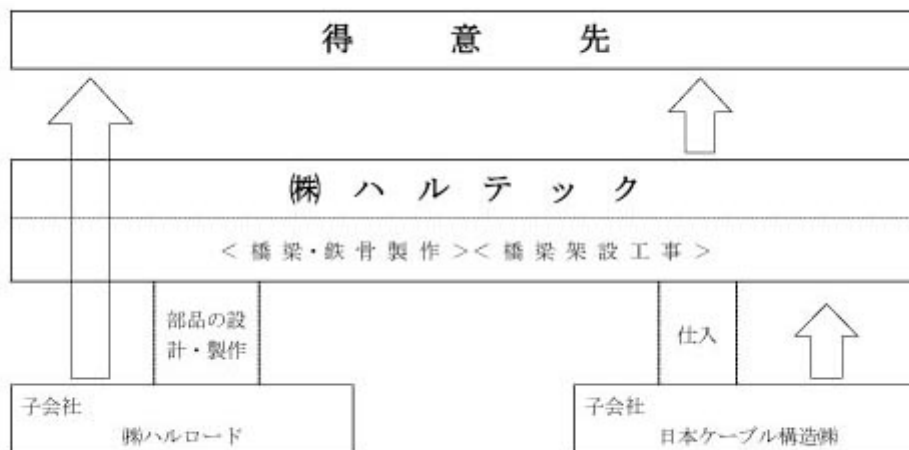 得意先
㈱ハルテック
<橋梁・鉄骨製作><橋梁架設工事>
部品の設
計・製作
仕入
子会社
㈱ハルロード
子会社
日本ケーブル構造㈱